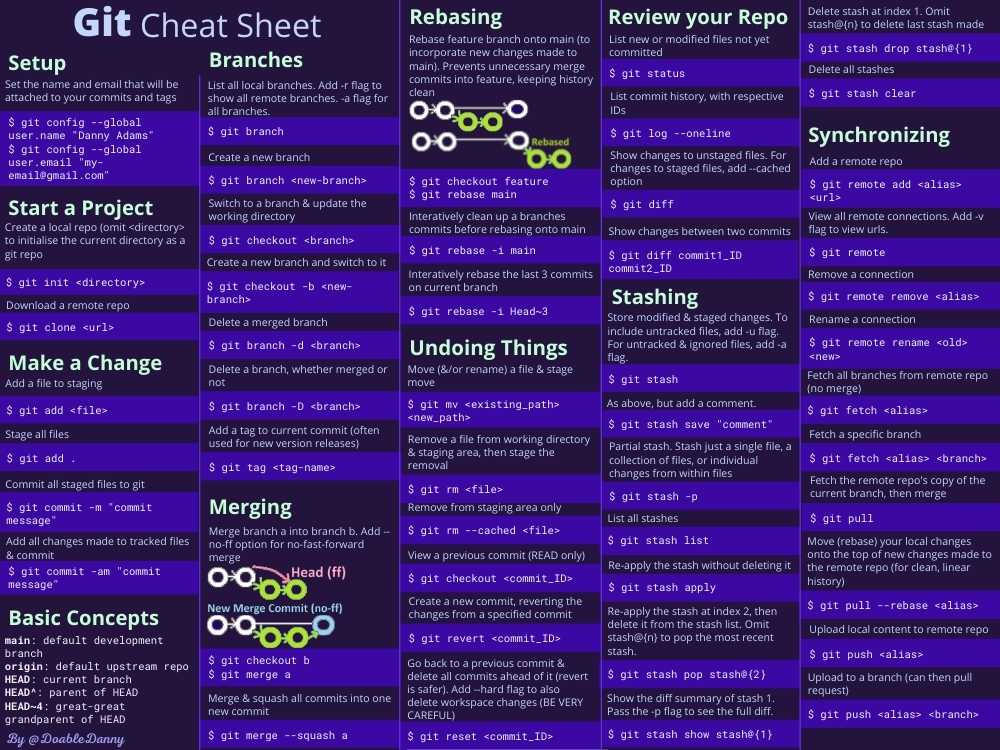 Git Cheat Sheet
Setup
Set the name and email that will be
attached to your commits and tags
$ git config --global
user.name "Danny Adams"
$ git config --global
user.email "my-
email@gmail.com"
Start a Project
Create a local repo (omit <directory>
to initialise the current directory as a
git repo
$ git init <directory>
Download a remote repo
$ git clone <url>
Make a Change
Add a file to staging
$ git add <file>
Stage all files
$ git add .
Commit all staged files to git
$ git commit -m "commit
message"
Add all changes made to tracked files
& commit
$ git commit -am "commit
message"
Basic Concepts
main: default development
branch
origin: default upstream repo
HEAD: current branch
HEAD^: parent of HEAD
HEAD~4: great-great
grandparent of HEAD
By @DoableDanny
Branches
List all local branches. Add -r flag to
show all remote branches. -a flag for
all branches.
$ git branch
Create a new branch
$ git branch <new-branch>
Switch to a branch & update the
working directory
$ git checkout <branch>
Create a new branch and switch to it
$ git checkout -b <new-
branch>
Delete a merged branch
$ git branch -d <branch>
Delete a branch, whether merged or
not
$ git branch -D <branch>
Add a tag to current commit (often
used for new version releases)
$ git tag <tag-name>
Merging
Merge branch a into branch b. Add --
no-ff option for no-fast-forward
merge
Head (ff)
New Merge Commit (no-ff)
$ git checkout b
$ git merge a
Merge & squash all commits into one
new commit
$ git merge --squash a
Rebasing
Rebase feature branch onto main (to
incorporate new changes made to
main). Prevents unnecessary merge
commits into feature, keeping history
clean
Rebased
$ git checkout feature
$ git rebase main
Interatively clean up a branches
commits before rebasing onto main
$ git rebase -i main
Interatively rebase the last 3 commits
on current branch
$ git rebase -i Head~3
Undoing Things
Move (&/or rename) a file & stage
move
$ git mv <existing_path>
<new_path>
Remove a file from working directory
& staging area, then stage the
removal
$ git rm <file>
Remove from staging area only
$ git rm --cached <file>
View a previous commit (READ only)
$ git checkout <commit_ID>
Create a new commit, reverting the
changes from a specified commit
$ git revert <commit_ID>
Go back to a previous commit &
delete all commits ahead of it (revert
is safer). Add --hard flag to also
delete workspace changes (BE VERY
CAREFUL)
$ git reset <commit_ID>
Review your Repo
List new or modified files not yet
committed
$ git status
List commit history, with respective
IDs
$ git log --oneline
Show changes to unstaged files. For
changes to staged files, add --cached
option
$ git diff
Show changes between two commits
$ git diff commit1_ID
commit2_ID
Stashing
Store modified & staged changes. To
include untracked files, add -u flag.
For untracked & ignored files, add -a
flag.
$ git stash
As above, but add a comment.
$ git stash save "comment"
Partial stash. Stash just a single file, a
collection of files, or individual
changes from within files
$ git stash -p
List all stashes
$ git stash list
Re-apply the stash without deleting it
$ git stash apply
Re-apply the stash at index 2, then
delete it from the stash list. Omit
stash@{n} to pop the most recent
stash.
$ git stash pop stash@{2}
Show the diff summary of stash 1.
Pass the -p flag to see the full diff.
$ git stash show stash@{1}
Delete stash at index 1. Omit
stash@{n} to delete last stash made
$ git stash drop stash@{1}
Delete all stashes
$ git stash clear
Synchronizing
Add a remote repo
$ git remote add <alias>
<url>
View all remote connections. Add -v
flag to view urls.
$ git remote
Remove a connection
$ git remote remove <alias>
Rename a connection
$ git remote rename <old>
<new>
Fetch all branches from remote repo
(no merge)
$ git fetch <alias>
Fetch a specific branch
$ git fetch <alias> <branch>
Fetch the remote repo's copy of the
current branch, then merge
$ git pull
Move (rebase) your local changes
onto the top of new changes made to
the remote repo (for clean, linear
history)
$ git pull --rebase <alias>
Upload local content to remote repo
$ git push <alias>
Upload to a branch (can then pull
request)
$ git push <alias> <branch>